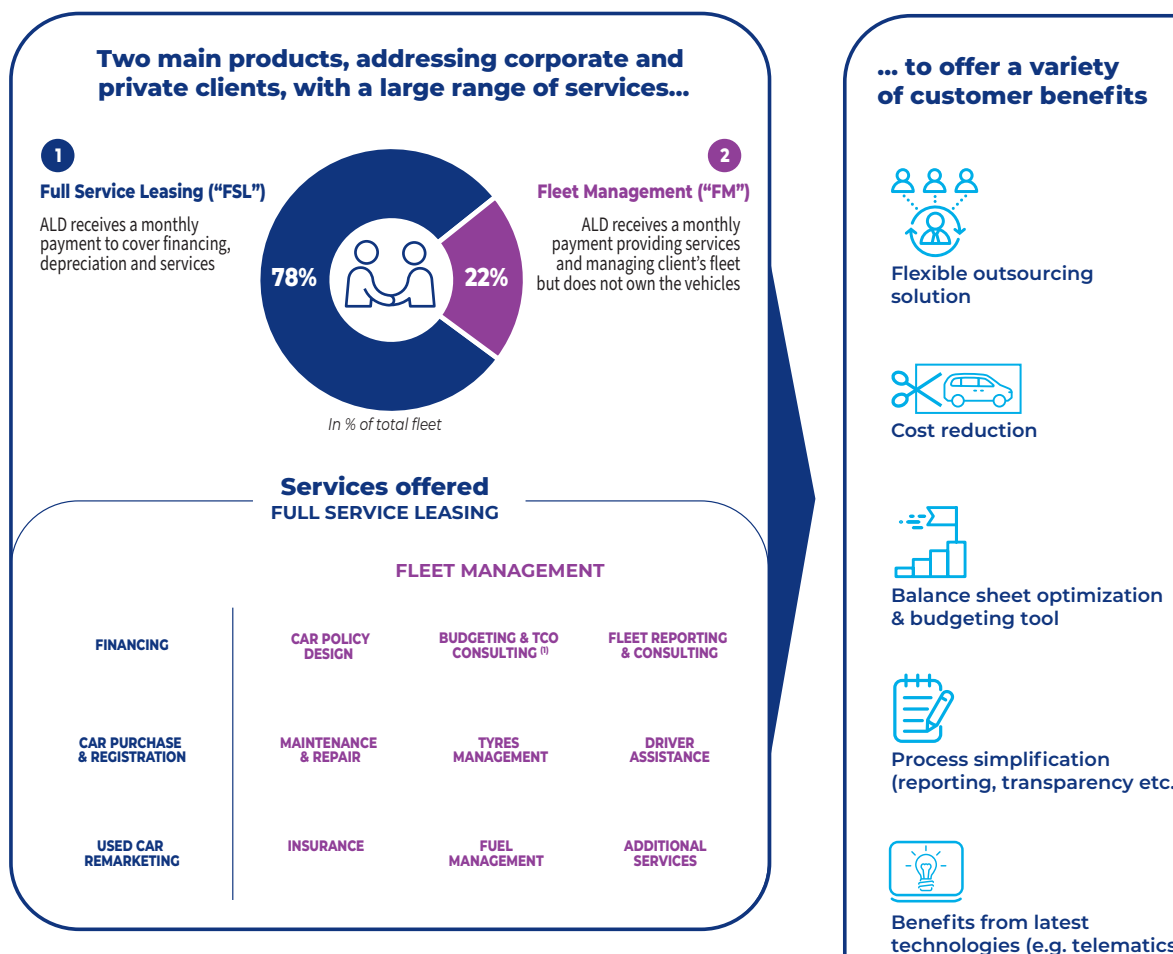 Two main products, addressing corporate and
private clients, with a large range of services...
1
Full Service Leasing (“FSL”)
ALD receives a monthly
payment to cover financing,
depreciation and services
78%
22%
2
Fleet Management (“FM”)
ALD receives a monthly
payment providing services
and managing client’s fleet
but does not own the vehicles
In % of total fleet
Services offered
FULL SERVICE LEASING
FLEET MANAGEMENT
FINANCING
CAR POLICY
DESIGN
BUDGETING & TCO
CONSULTING (1)
FLEET REPORTING
& CONSULTING
CAR PURCHASE
& REGISTRATION
MAINTENANCE
& REPAIR
TYRES
MANAGEMENT
DRIVER
ASSISTANCE
USED CAR
REMARKETING
INSURANCE
FUEL
MANAGEMENT
ADDITIONAL
SERVICES
... to offer a variety
of customer benefits
Flexible outsourcing
solution
Cost reduction
Balance sheet optimization
& budgeting tool
Process simplification
(reporting, transparency etc.
Benefits from latest
technologies (e.g. telematics